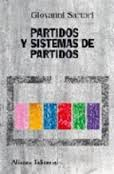 Giovanni Sartori
PARTIDOS
Y SISTEMAS DE
PARTIDOS
Alianza Editorial